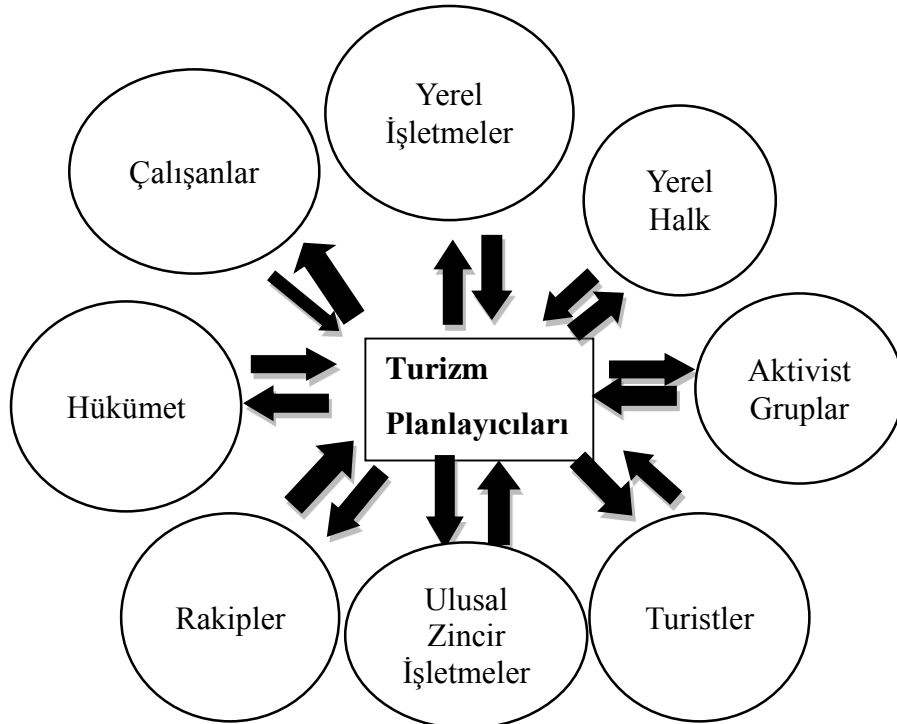 Yerel
İşletmeler
Çalışanlar
Yerel
Halk
Hükümet
Turizm
Planlayıcıları
Aktivist
Gruplar
Rakipler
Ulusal
Zincir
İşletmeler
Turistler